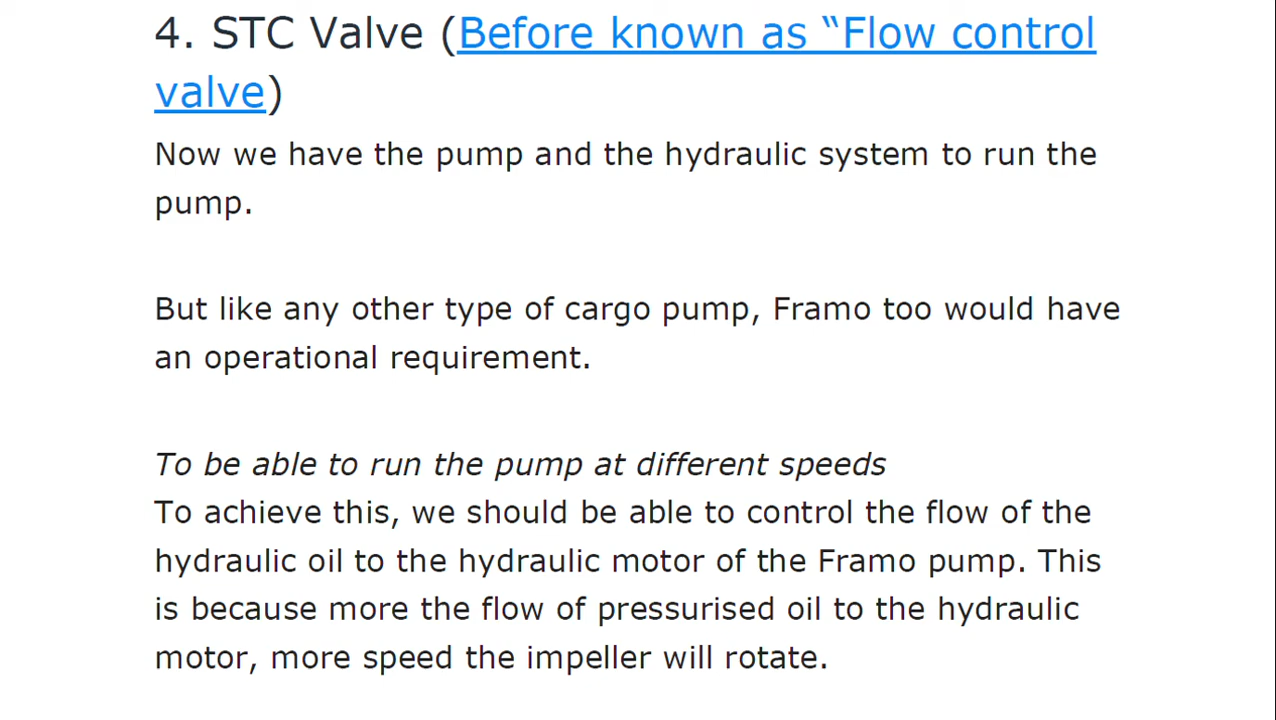 4. STC Valve (Before known as “Flow control
valve)
Now we have the pump and the hydraulic system to run the
pump.
But like any other type of cargo pump, Framo too would have
an operational requirement.
To be able to run the pump at different speeds
To achieve this, we should be able to control the flow of the
hydraulic oil to the hydraulic motor of the Framo pump. This
is because more the flow of pressurised oil to the hydraulic
motor, more speed the impeller will rotate.